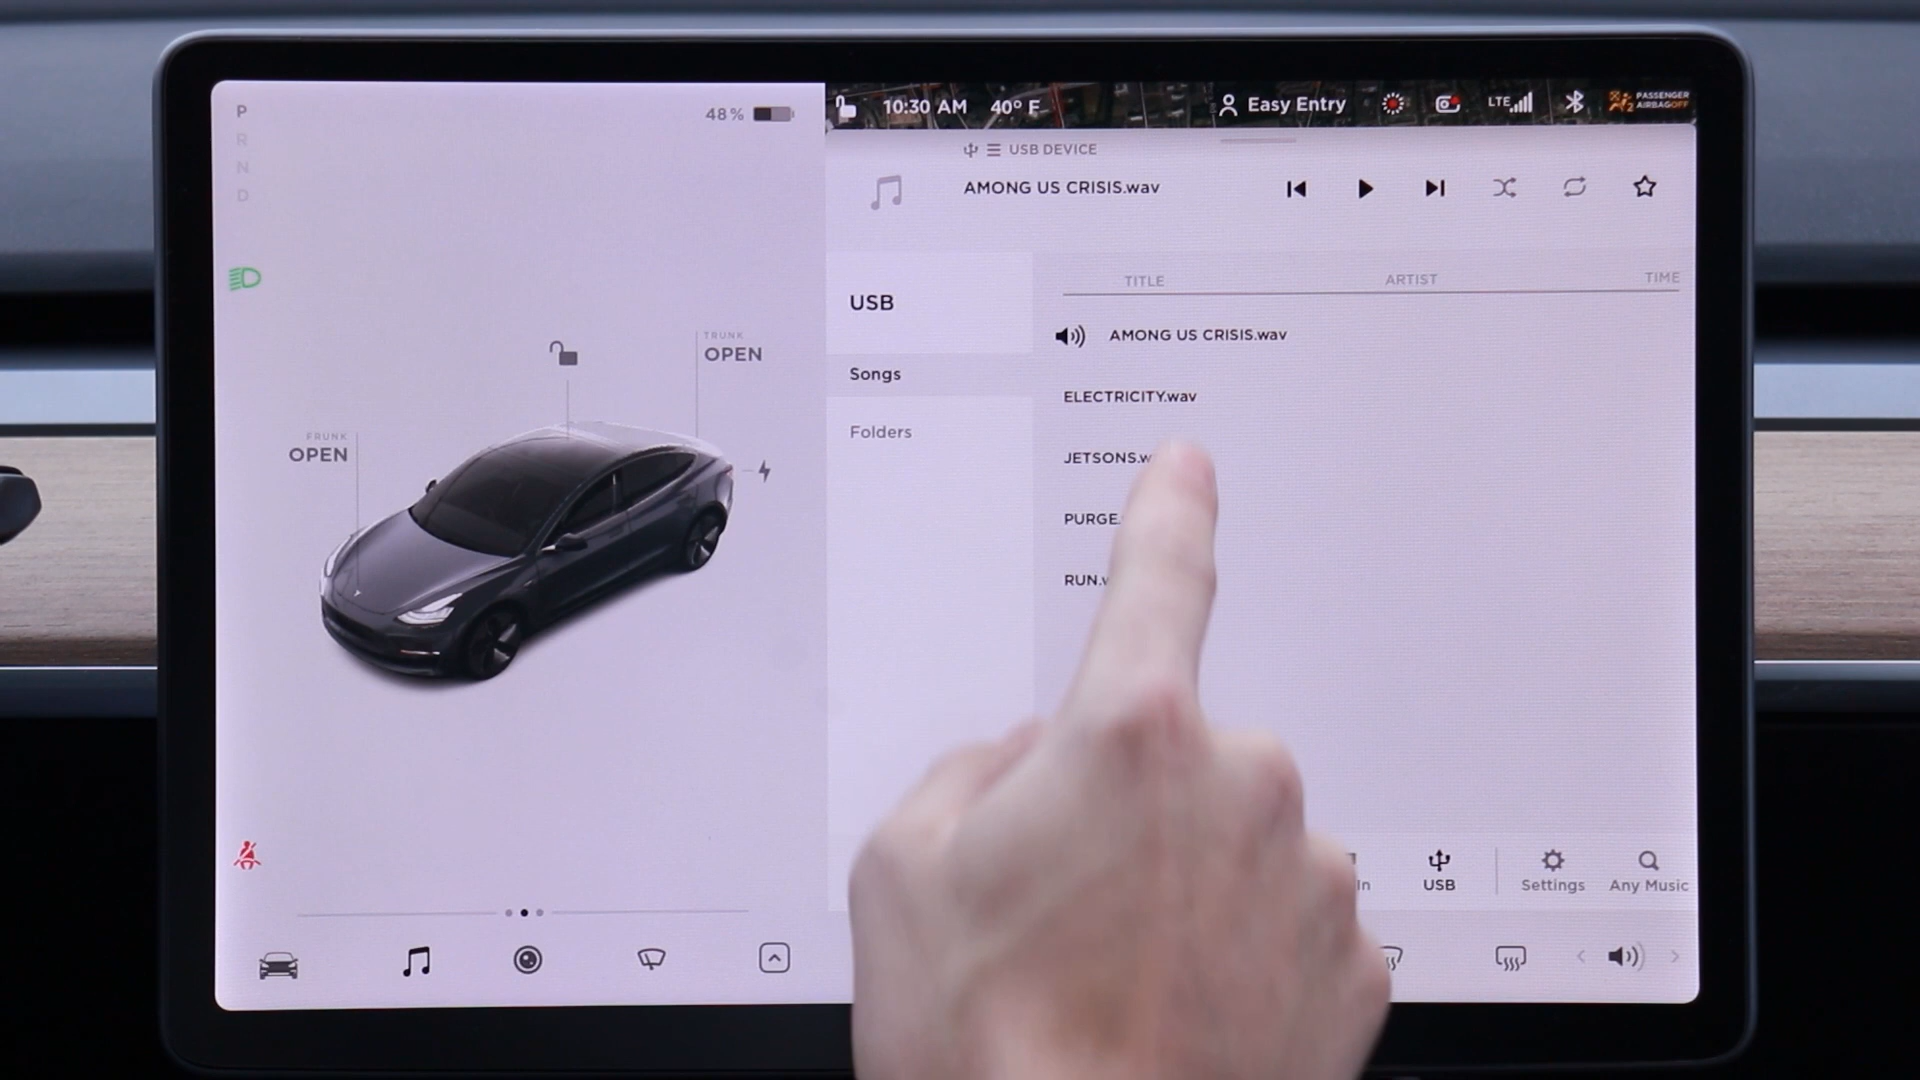 P
R
N
D
48 %
10:30 AM
40° F
Easy Entry
LTE
PASSENGER
AIRBAG OFF
USB DEVICE
AMONG US CRISIS.wav
USB
Songs
Folders
TITLE
ARTIST
TIME
AMONG US CRISIS.wav
ELECTRICITY.wav
JETSONS.w
PURGE.
RUN.w
TRUNK
OPEN
FRUNK
OPEN
In
USB
Settings
Any Music